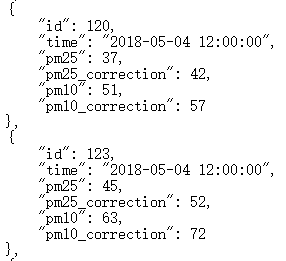 {
"id": 120,
"time": "2018-05-04 12:00:00",
"pm25": 37,
"pm25_correction": 42,
"pm10": 51,
"pm10_correction": 57
},
{
"id": 123,
"time": "2018-05-04 12:00:00",
"pm25": 45,
"pm25_correction": 52,
"pm10": 63,
"pm10_correction": 72
},